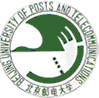 BEIJING UNIVERSITY OF POSTS AND TELECOMMUNICATIONS
北京邮电大学